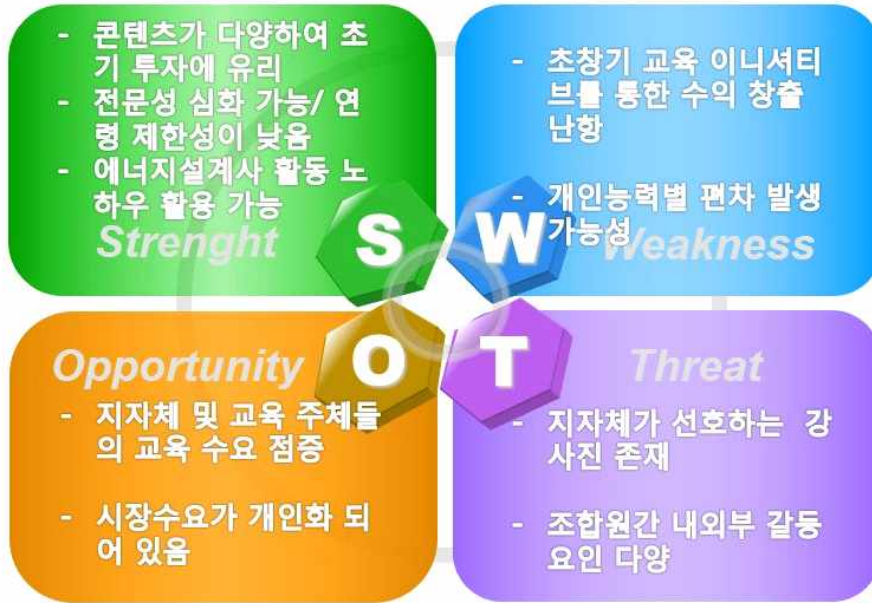 - 콘텐츠가 다양하여 초
기 투자에 유리
- 전문성 심화 가능/ 연
령 제한성이 낮음
- 에너지설계사 활동 노
하우 활용 가능
Strenght
S
- 초창기 교육 이니셔티
브를 통한 수익 창출
난항
- 개인능력별 편차 발생
가능성
W
Weakness
Opportunity
O
- 지자체 및 교육 주체들
의 교육 수요 점증
- 시장수요가 개인화 되
어 있음
T
Threat
- 지자체가 선호하는 강
사진 존재
- 조합원간 내외부 갈등
요인 다양